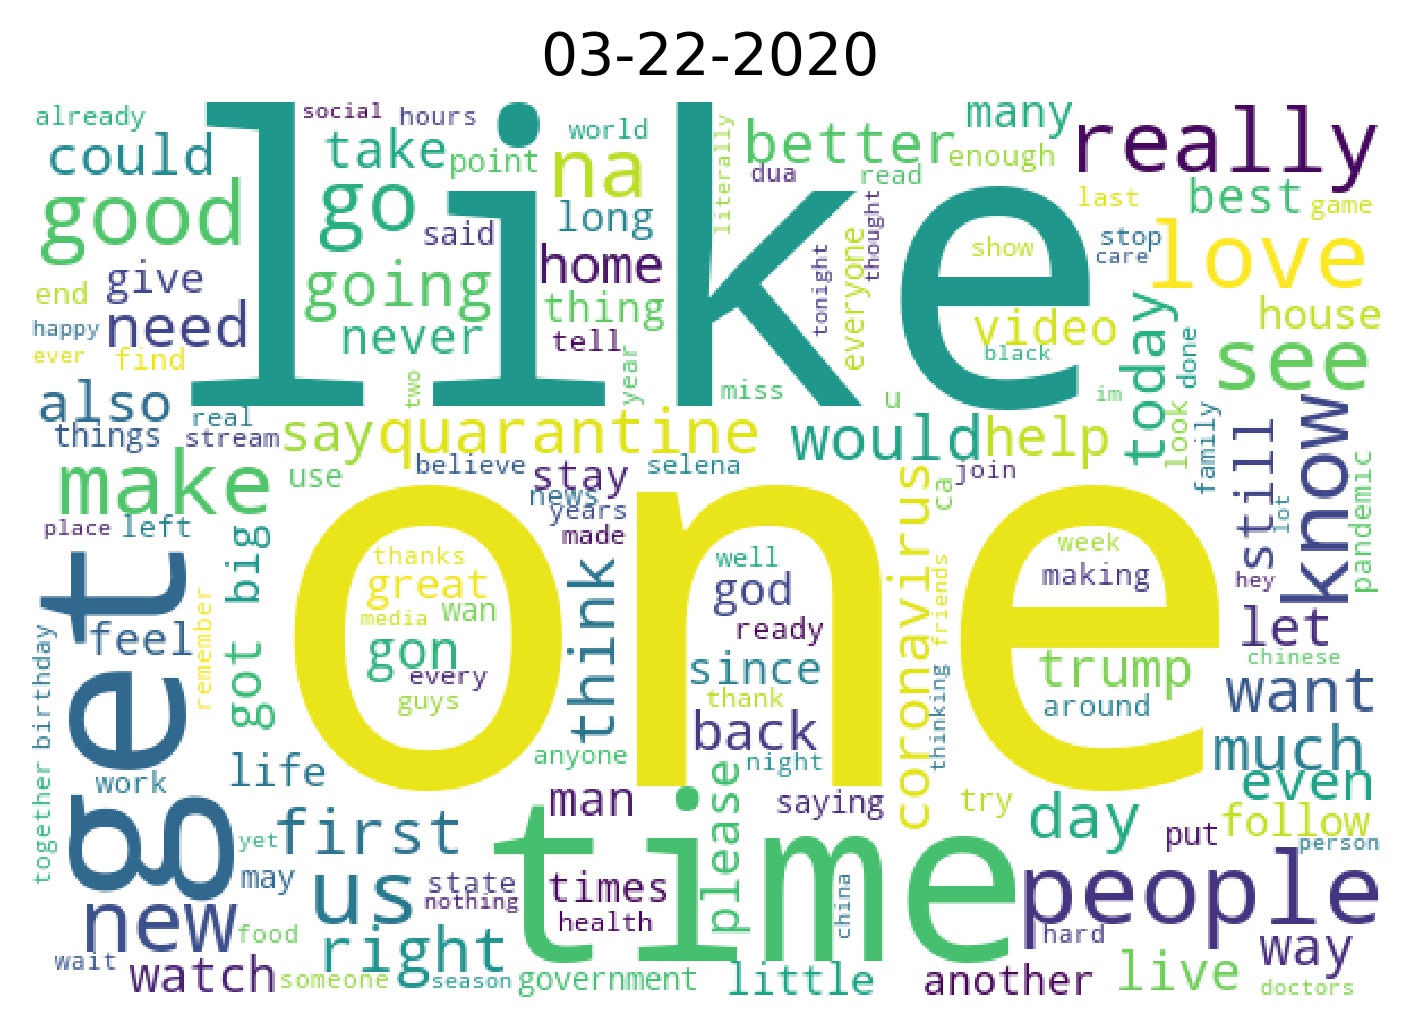 03-22-2020
already
social
hours
world
literally
many
really
could
take
point
na
better
enough
dua
read
good
go
long
said
last
best
game
thought
love
stop
care
show
everyone
tonight
like
home
going
give
end
thing
need
never
tell
year
happy
ever
find
video
black
house
today
done
see
two
miss
u
im
also
real
things
stream
say
quarantine
would
help
look
family
still
know
pandemic
lot
make
use
believe
stay
selena
news
years
made
join
ca
coronavirus
place
left
get
big
got
thanks
great
media
wan
gon
every
guys
one
think
well
god
ready
since
thank
back
night
week
making
friends
thinking
trump
around
hey
let
chinese
want
much
even
feel
remember
together
birthday
work
life
anyone
man
please
saying
try
day
put
follow
person
yet
first
may
us
state
nothing
times
health
time
china
people
hard
way
new
food
right
wait
watch
someone
season
government
little
another
live
doctors